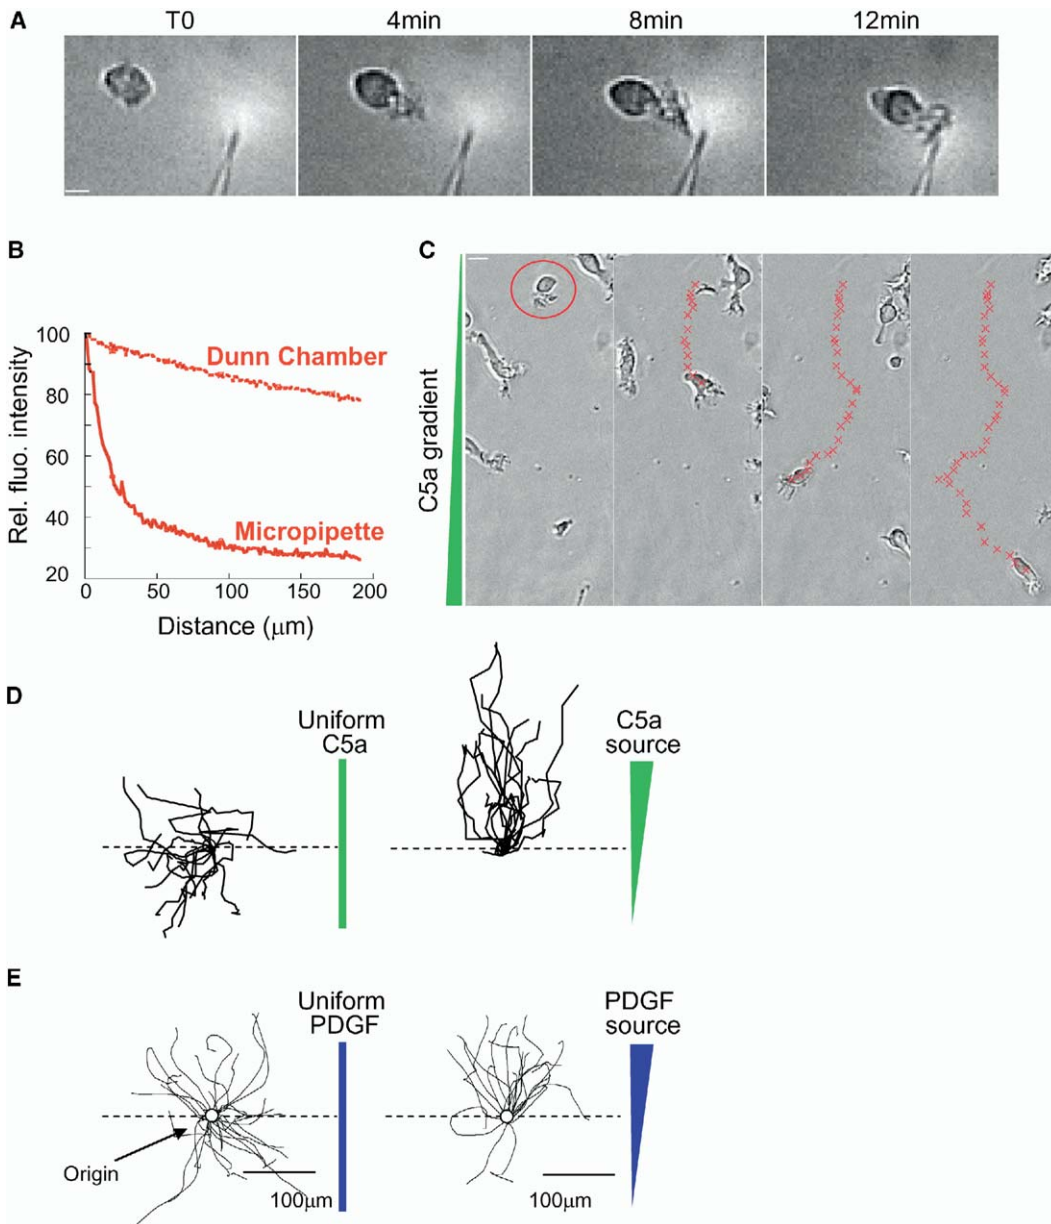 A
T0
4min
8min
12min
B
100
80
60
40
20
Rel. fluo. intensity
Dunn Chamber
Micropipette
0
50
100
150
200
Distance (μm)
C
C5a gradient
D
Uniform
C5a
C5a
source
E
Uniform
PDGF
PDGF
source
Origin
100μm
100μm